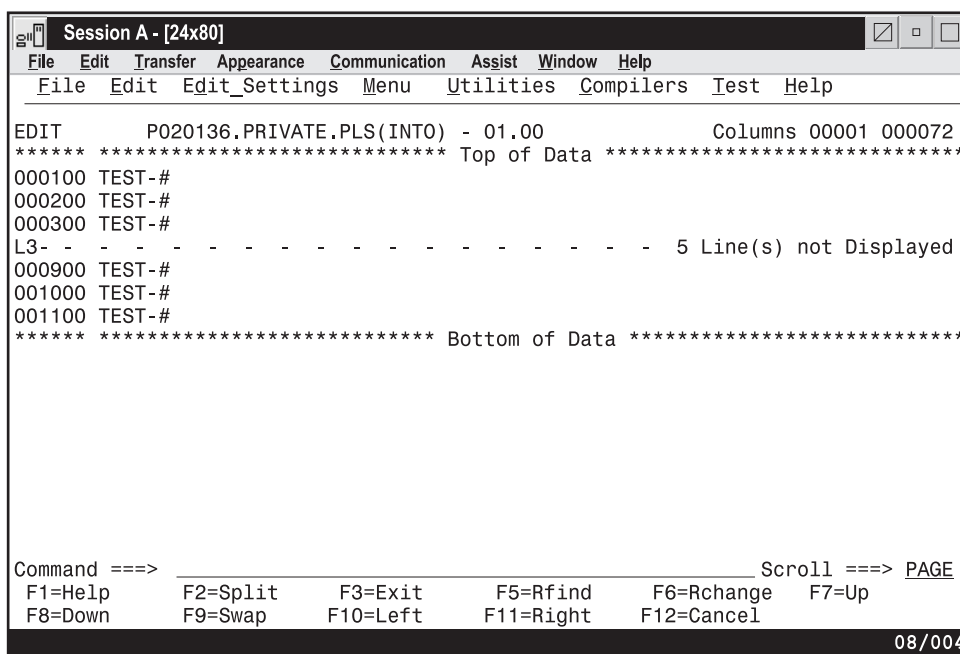 Session A - [24x80]
File Edit Transfer Appearance Communication Assist Window Help
File Edit Edit_Settings Menu Utilities Compilers Test Help
EDIT P020136.PRIVATE.PLS(INTO) - 01.00 Columns 00001 000072
****** ***************************** Top of Data ******************************
000100 TEST-#
000200 TEST-#
000300 TEST-#
L3- - - - - - - - - - - - - - - - - - 5 Line(s) not Displayed
000900 TEST-#
001000 TEST-#
001100 TEST-#
****** **************************** Bottom of Data ****************************
Command ===> Scroll ===> PAGE
F1=Help F2=Split F3=Exit F5=Rfind F6=Rchange F7=Up
F8=Down F9=Swap F10=Left F11=Right F12=Cancel
08/004